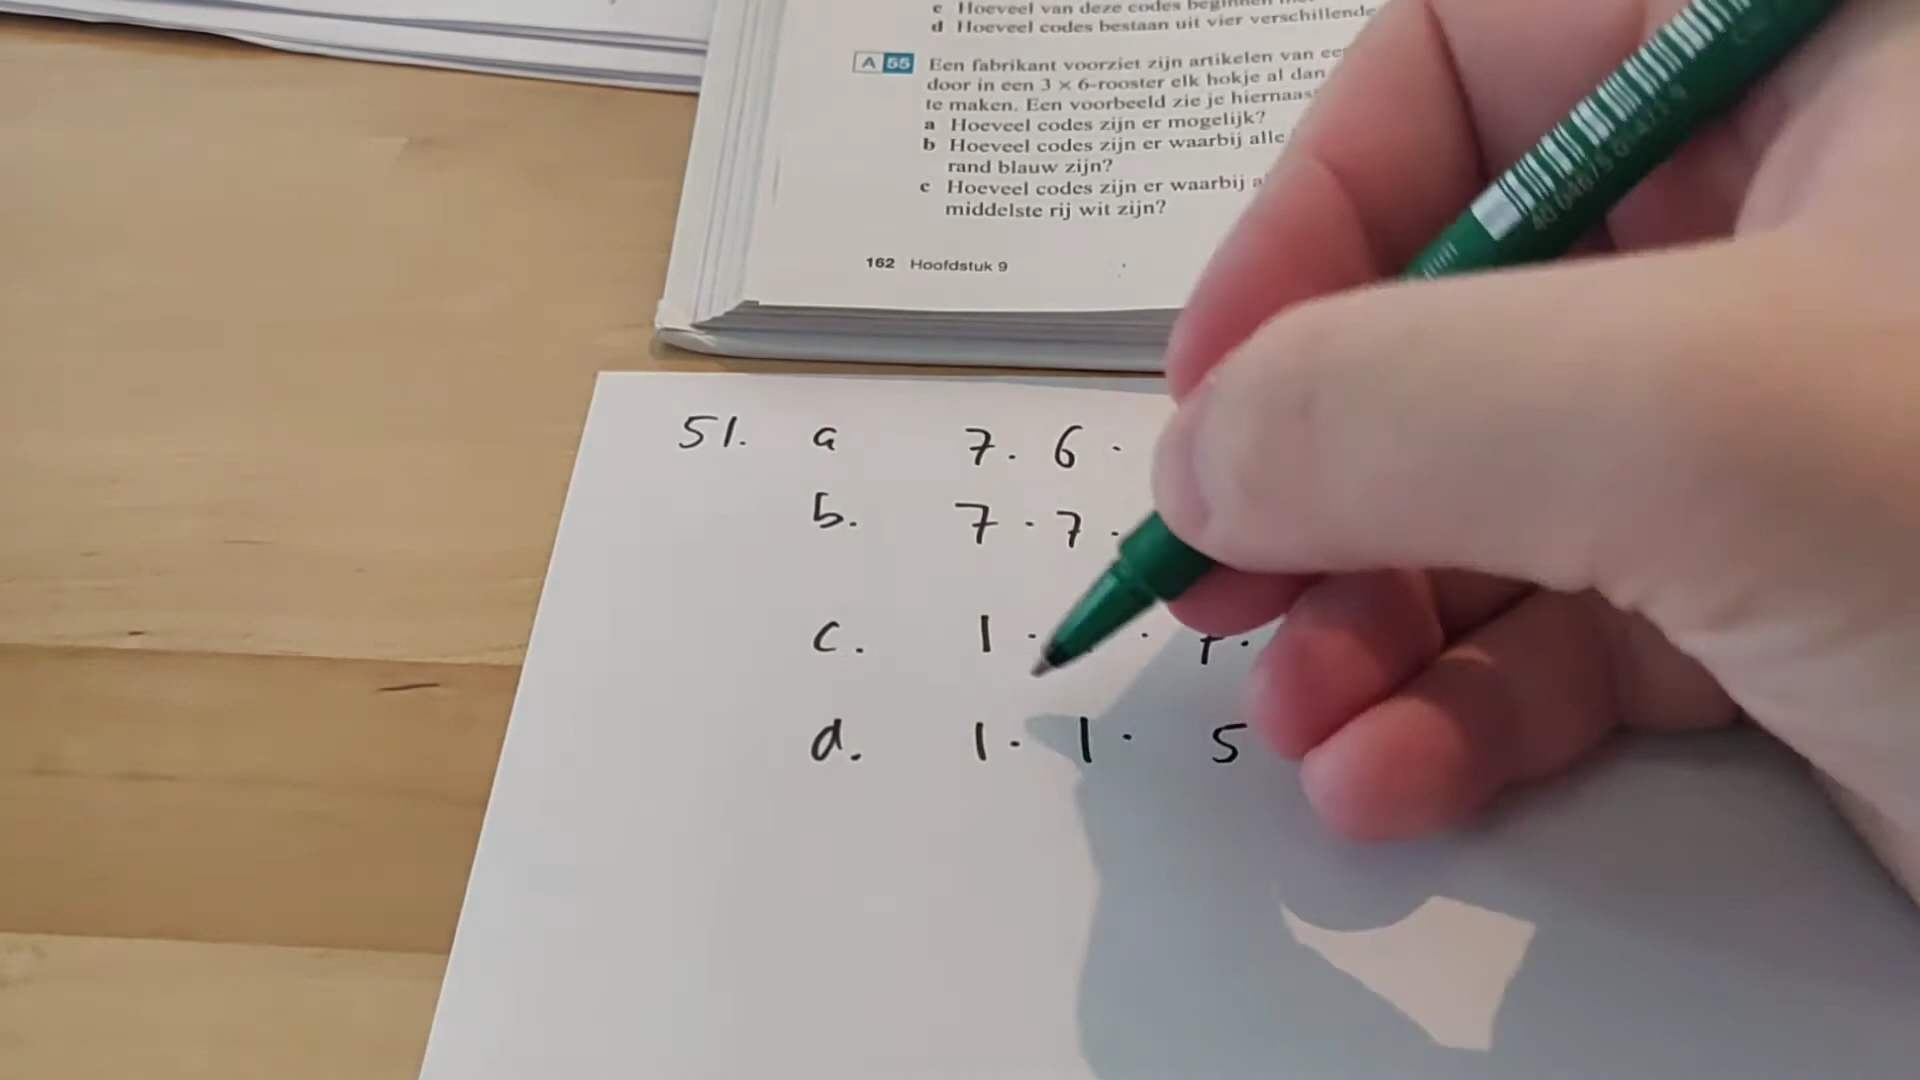 c Hoeveel van deze codes beginnen
d Hoeveel codes bestaan uit vier verschillende
A 55 Een fabrikant voorziet zijn artikelen van
door in een 3 × 6-rooster elk hokje al dan
te maken. Een voorbeeld zie je hiernaas
a Hoeveel codes zijn er mogelijk?
b Hoeveel codes zijn er waarbij alle
rand blauw zijn?
c Hoeveel codes zijn er waarbij a
middelste rij wit zijn?
162 Hoofdstuk 9
51. a 7 · 6 ·
b. 7 · 7 ·
c. 1 ·
d. 1 · 1 · 5